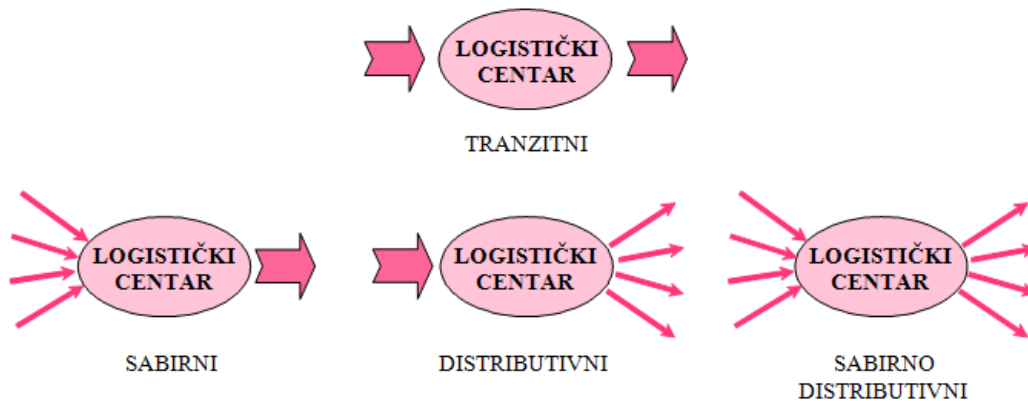 LOGISTIČKI
CENTAR
TRANZITNI
LOGISTIČKI
CENTAR
SABIRNI
LOGISTIČKI
CENTAR
DISTRIBUTIVNI
LOGISTIČKI
CENTAR
SABIRNO
DISTRIBUTIVNI